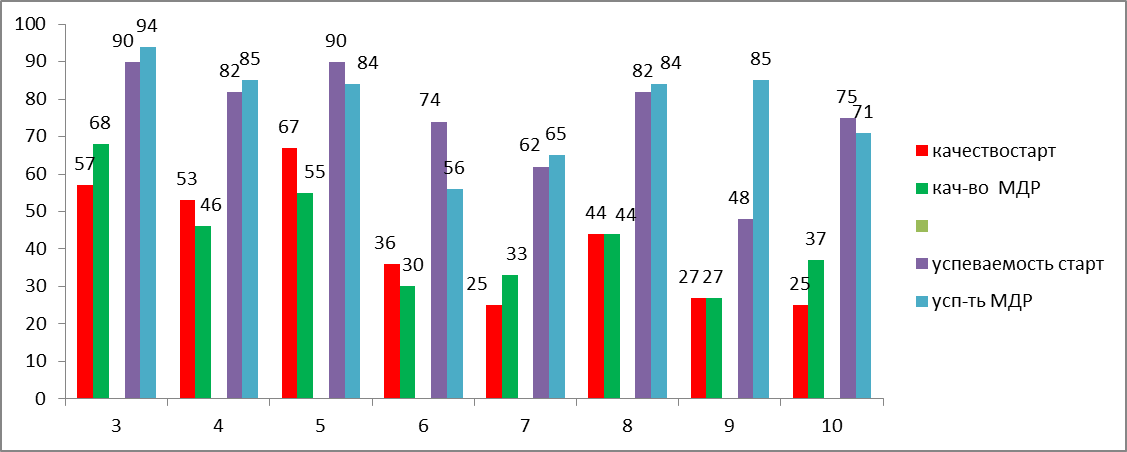 100
90
80
70
60
50
40
30
20
10
0
57 68 90 94
53 46 82 85
67 55 90 84
36 30 74 56
25 33 62 65
44 44 82 84
27 27 48 85
25 37 75 71
3 4 5 6 7 8 9 10
качествостарт
кач-во МДР
успеваемость старт
усп-ть МДР